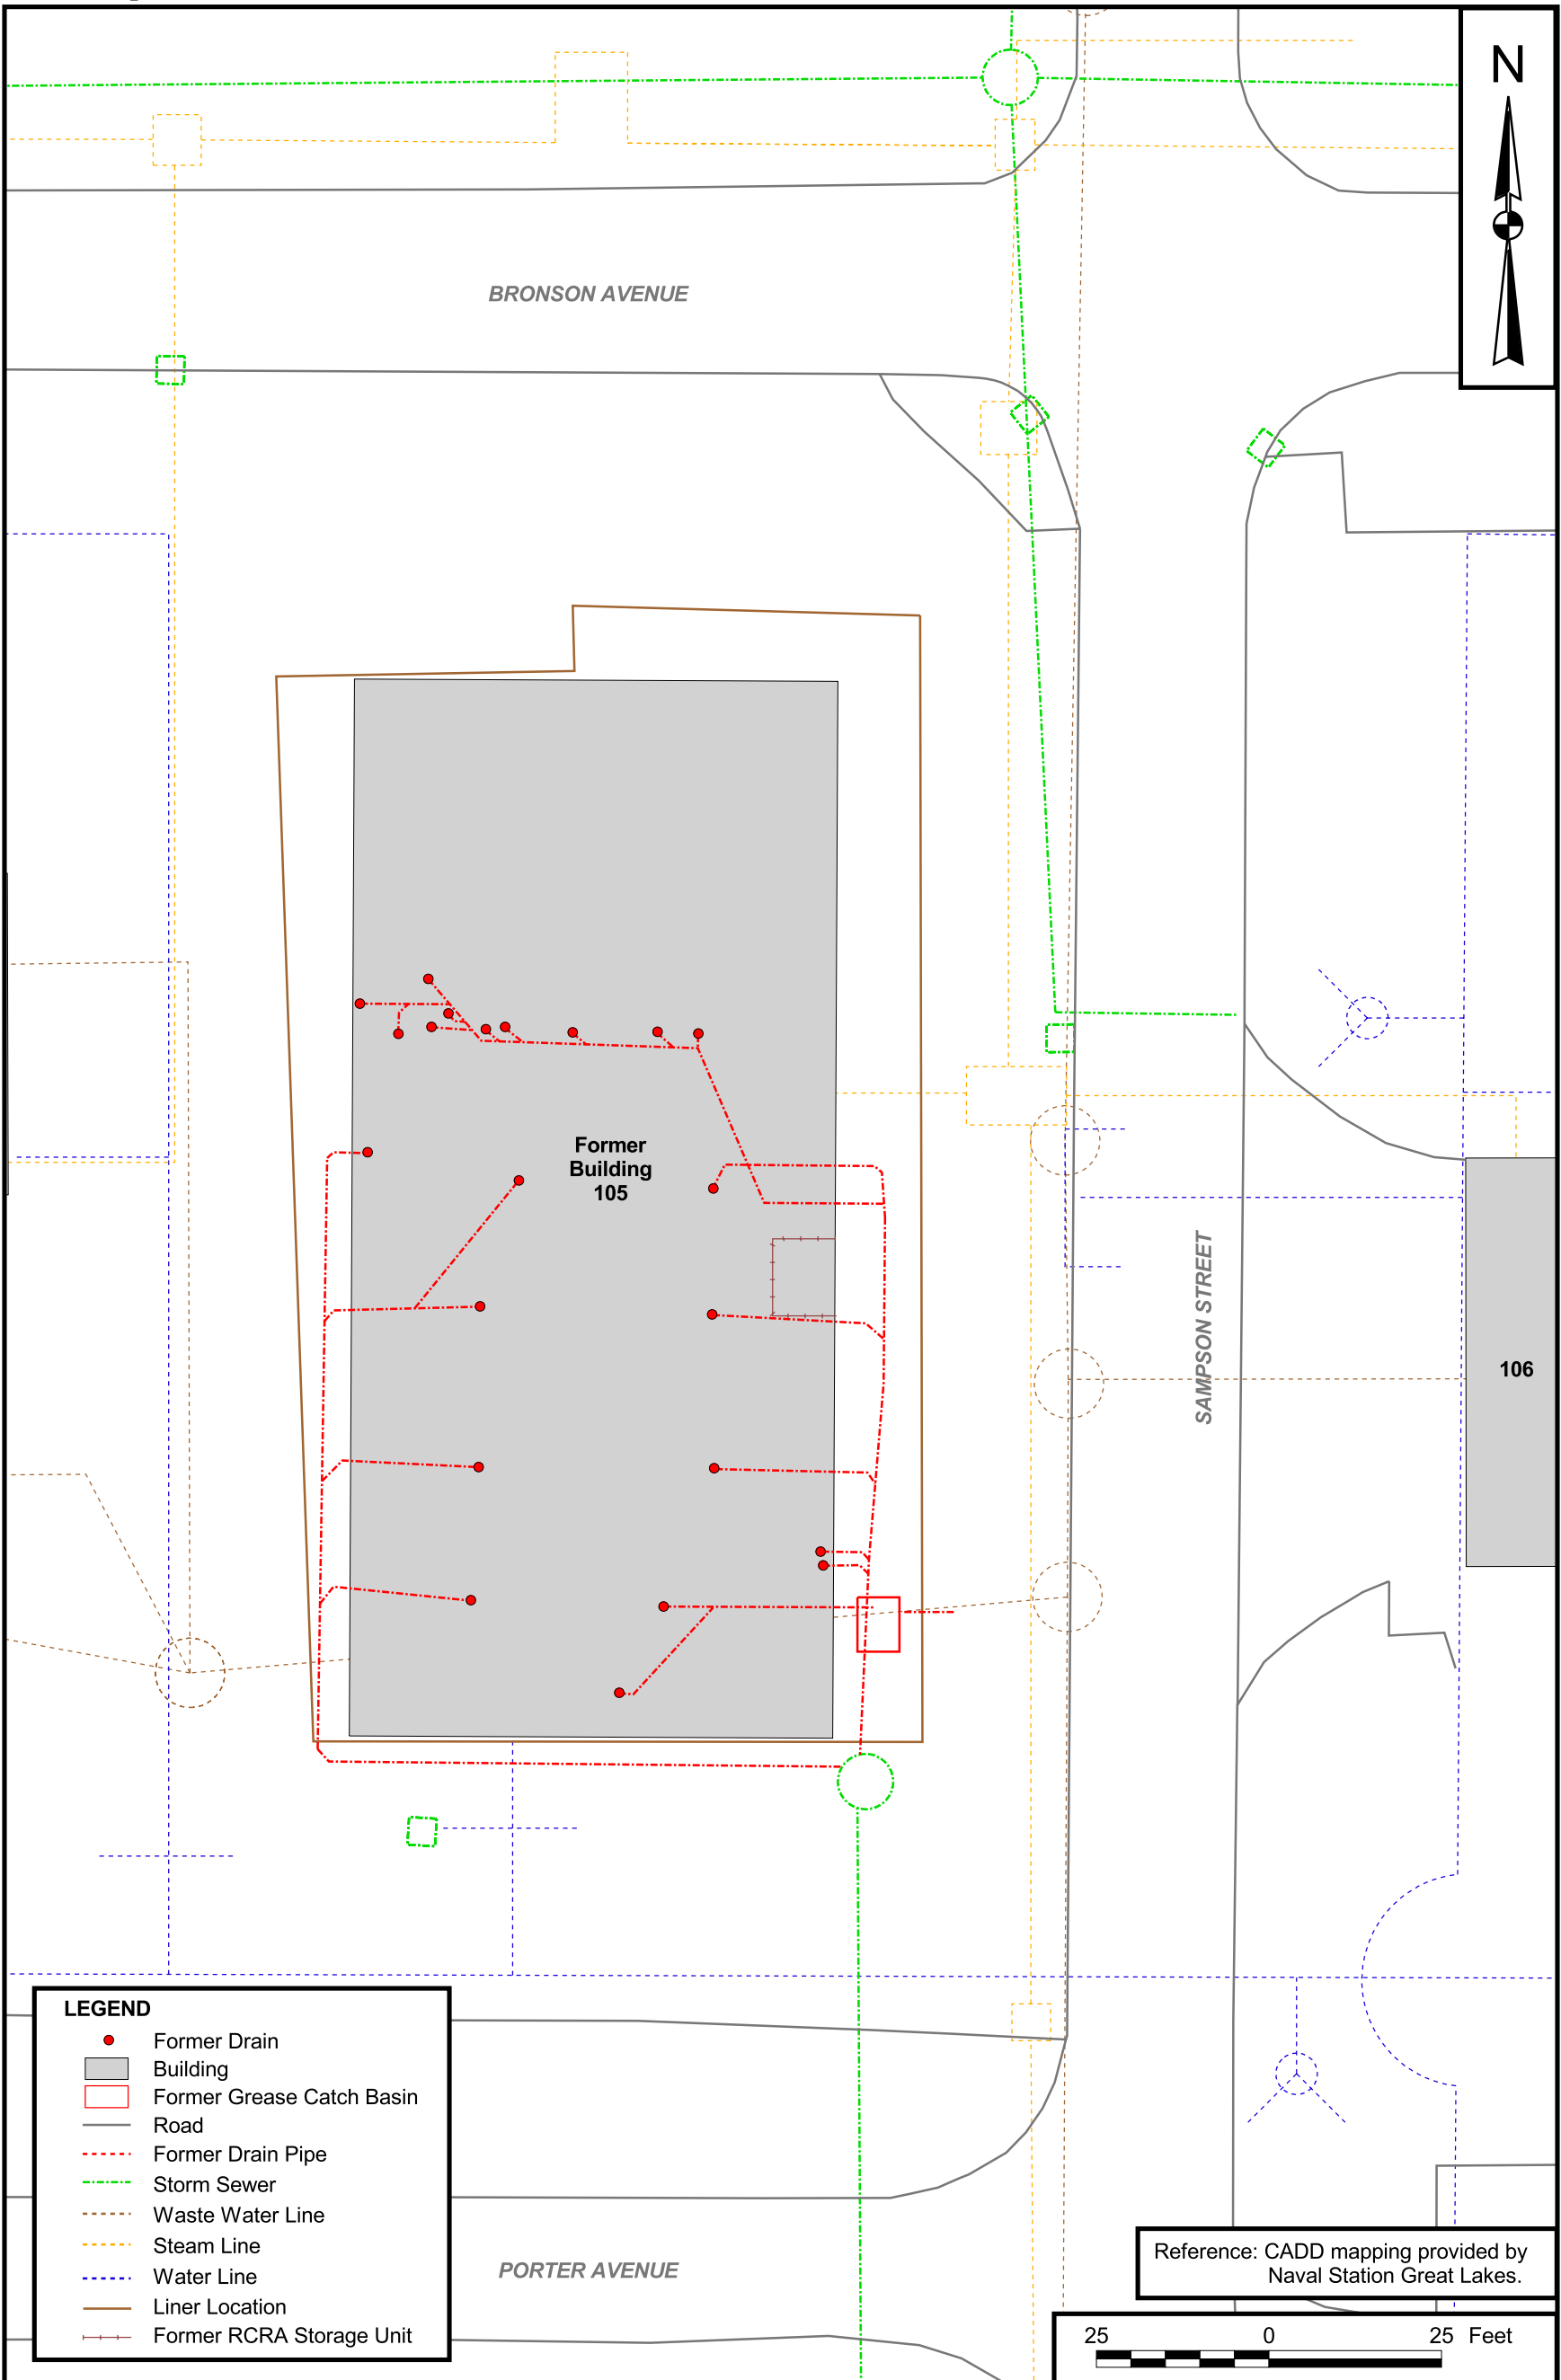 N
BRONSON AVENUE
Former
Building
105
SAMPSON STREET
106
LEGEND
Former Drain
Building
Former Grease Catch Basin
Road
Former Drain Pipe
Storm Sewer
Waste Water Line
Steam Line
Water Line
Liner Location
Former RCRA Storage Unit
PORTER AVENUE
Reference: CADD mapping provided by
Naval Station Great Lakes.
25 0 25 Feet